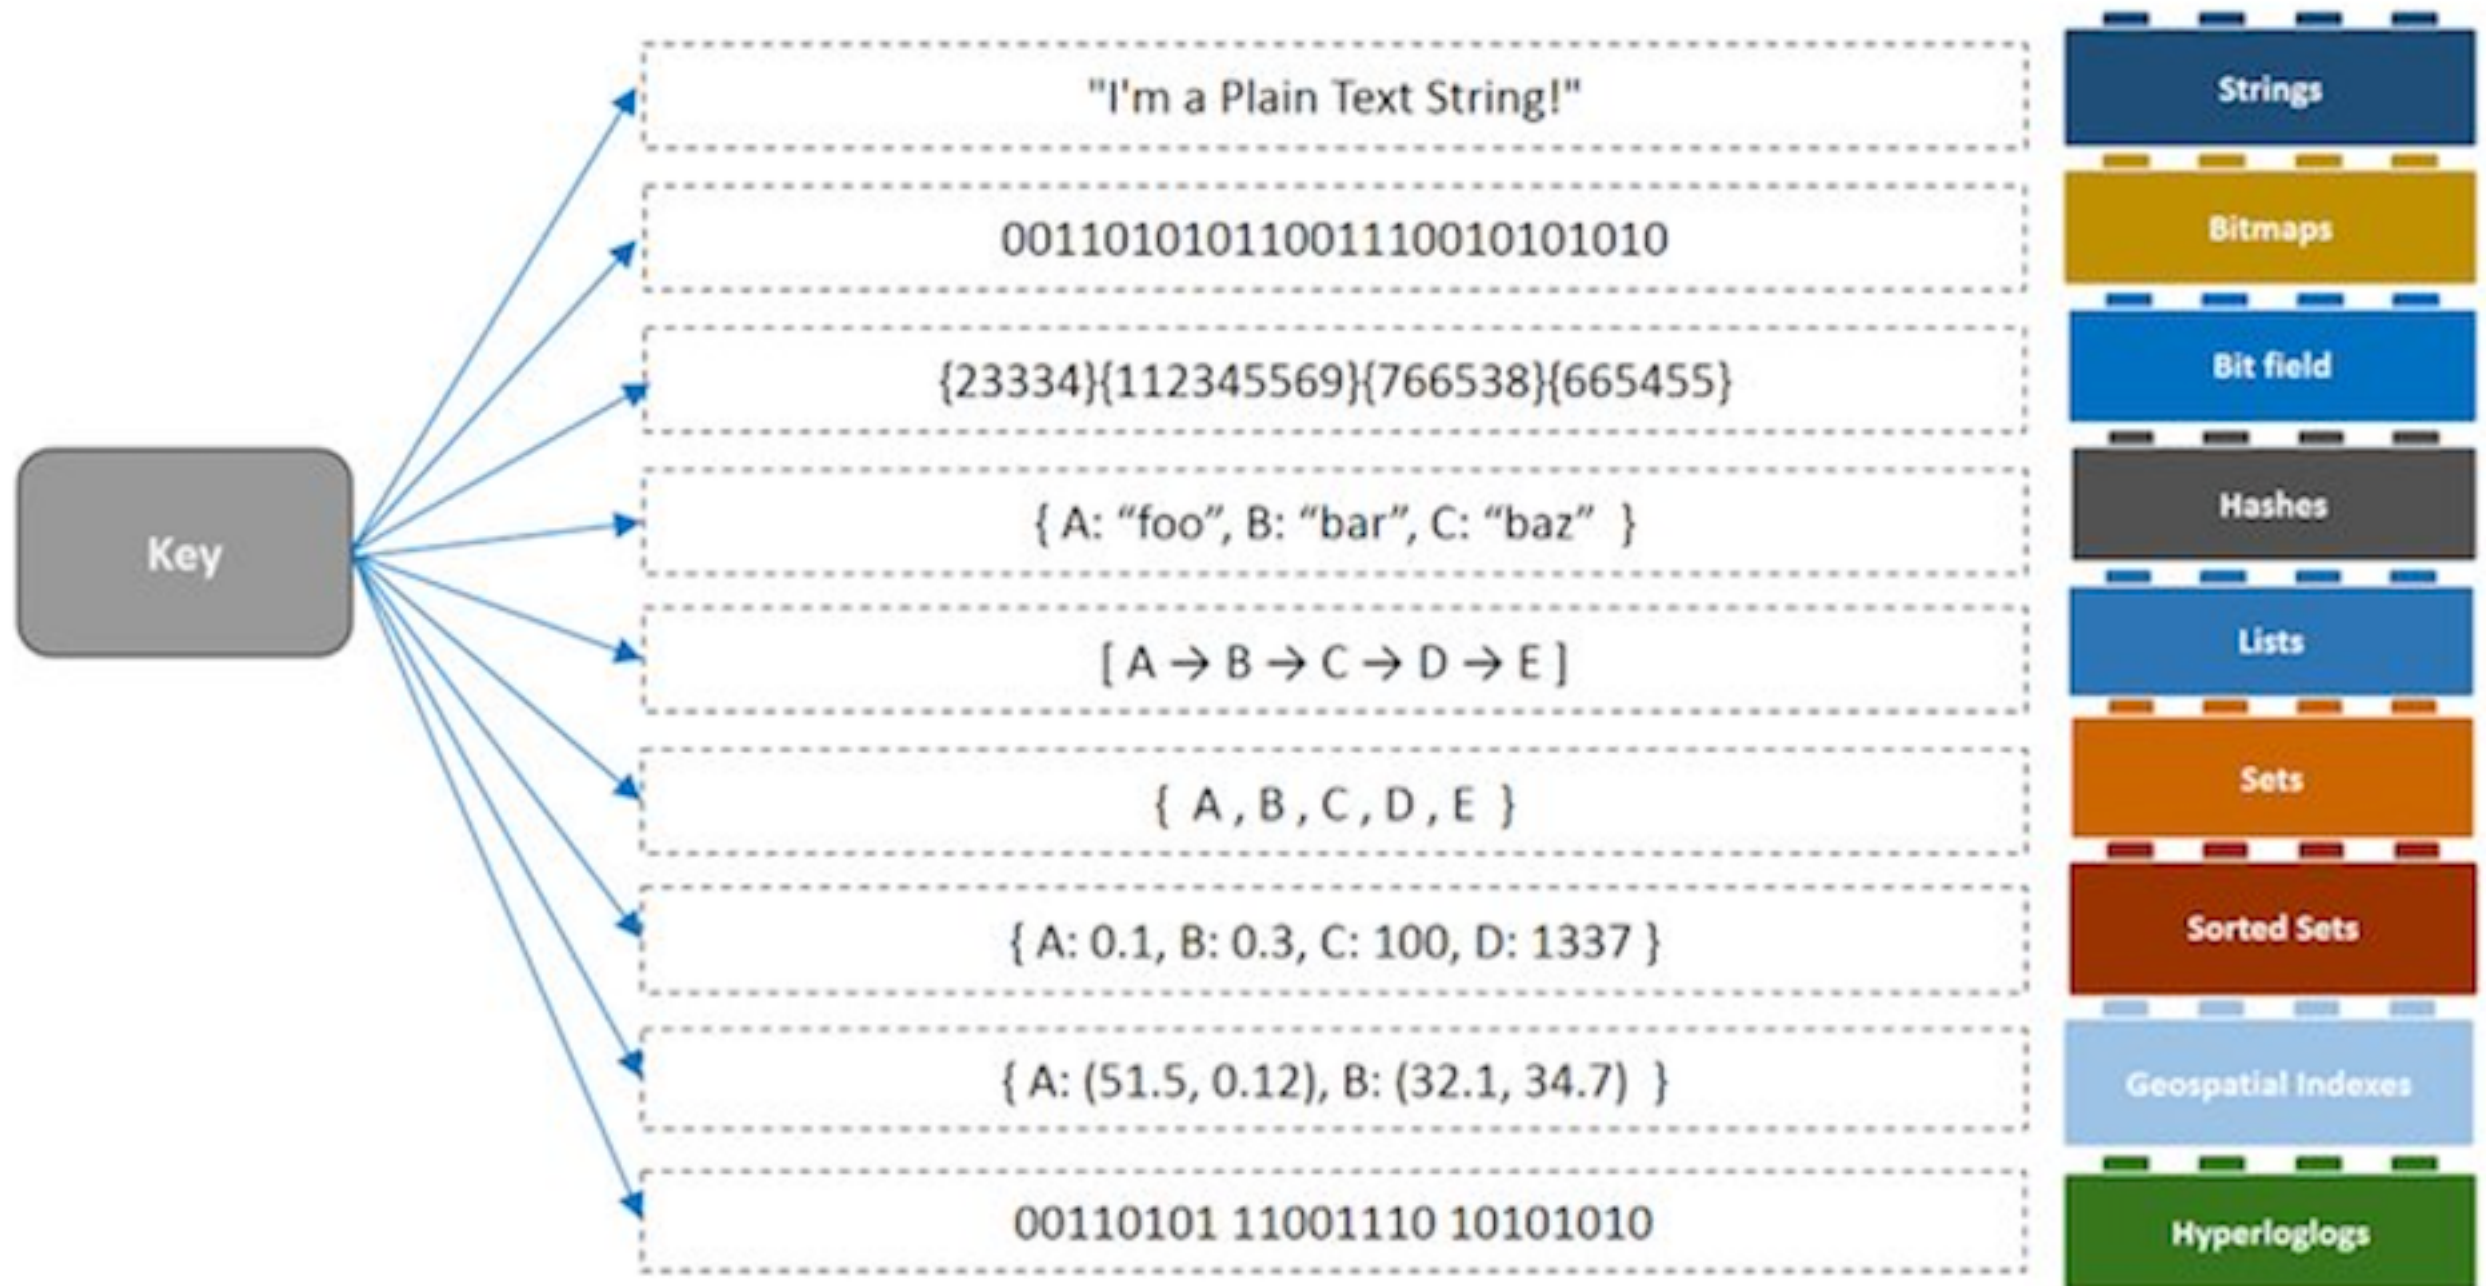 "I'm a Plain Text String!"
Strings
00110101011001110010101010
Bitmaps
{23334}{112345569}{766538}{665455}
Bit field
{ A: “foo”, B: “bar”, C: “baz” }
Hashes
Key
[ A → B → C → D → E ]
Lists
{ A , B , C , D , E }
Sets
{ A: 0.1, B: 0.3, C: 100, D: 1337 }
Sorted Sets
{ A: (51.5, 0.12), B: (32.1, 34.7) }
Geospatial Indexes
00110101 11001110 10101010
Hyperloglogs